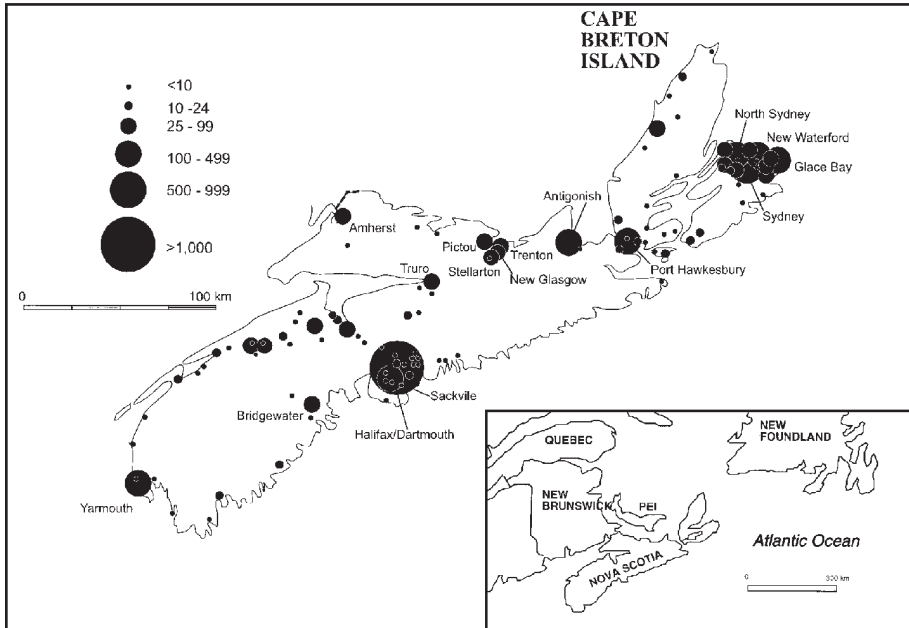 CAPE
BRETON
ISLAND
<10
10 -24
25 - 99
100 - 499
500 - 999
>1,000
0 100 km
North Sydney
New Waterford
Glace Bay
Sydney
Antigonish
Amherst
Pictou
Trenton
Stellarton
New Glasgow
Port Hawkesbury
Truro
Sackville
Bridgewater
Halifax/Dartmouth
Yarmouth
QUEBEC
NEW
FOUNDLAND
NEW
BRUNSWICK
PEI
Atlantic Ocean
NOVA SCOTIA
0 300 km